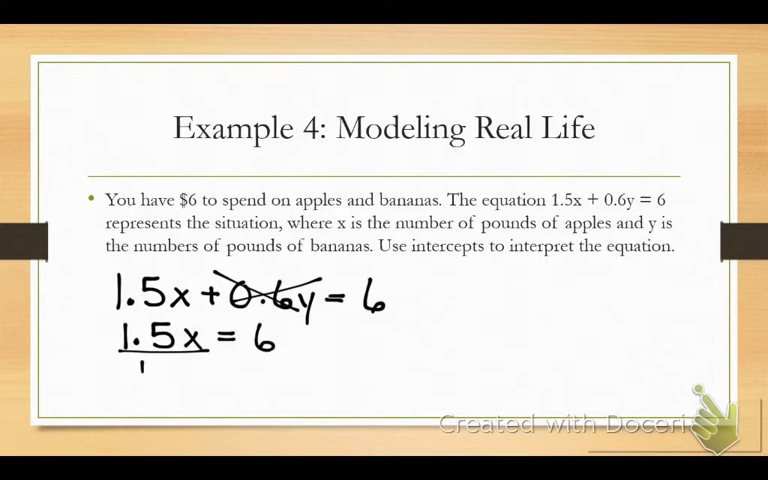 Example 4: Modeling Real Life
• You have $6 to spend on apples and bananas. The equation 1.5x + 0.6y = 6
represents the situation, where x is the number of pounds of apples and y is
the numbers of pounds of bananas. Use intercepts to interpret the equation.
1.5x + 0.6y = 6
1.5x = 6
1
Created with Doceri